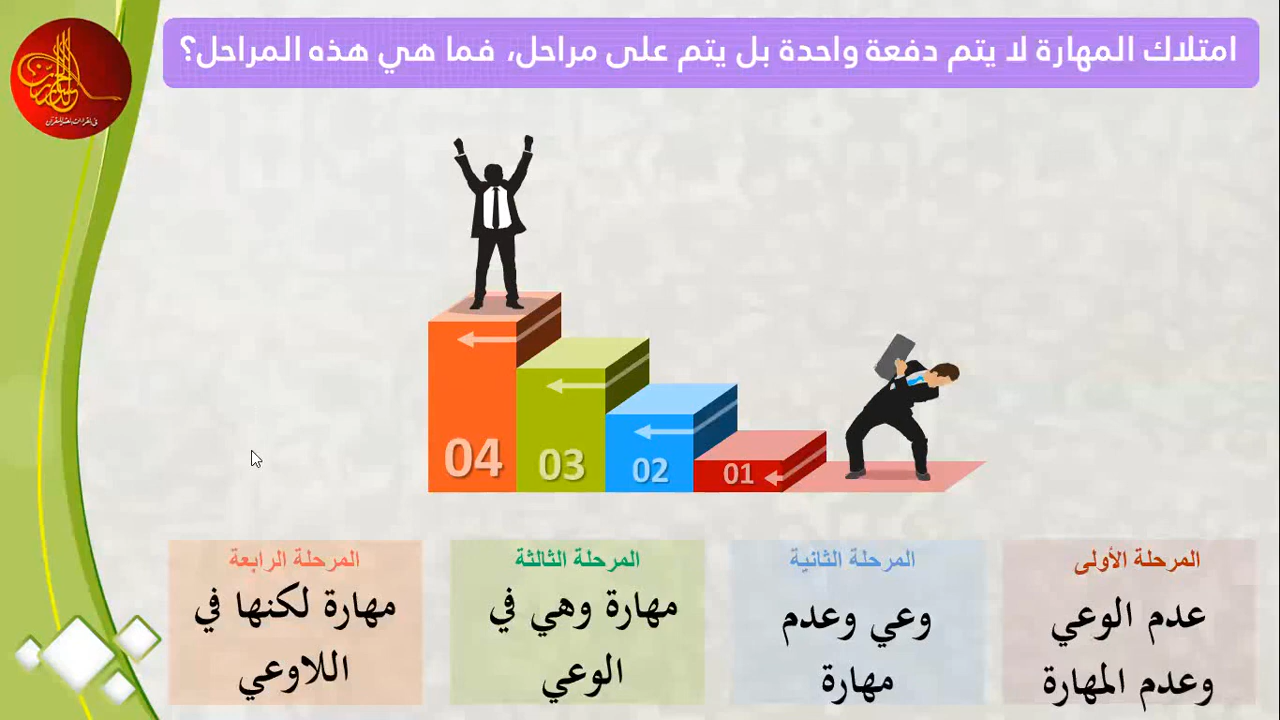 امتلاك المهارة لا يتم دفعة واحدة بل يتم على مراحل، فما هي هذه المراحل؟
04
03
02
01
المرحلة الأولى
عدم الوعي
وعدم المهارة
المرحلة الثانية
وعي وعدم
مهارة
المرحلة الثالثة
مهارة وهي في
الوعي
المرحلة الرابعة
مهارة لكنها في
اللاوعي